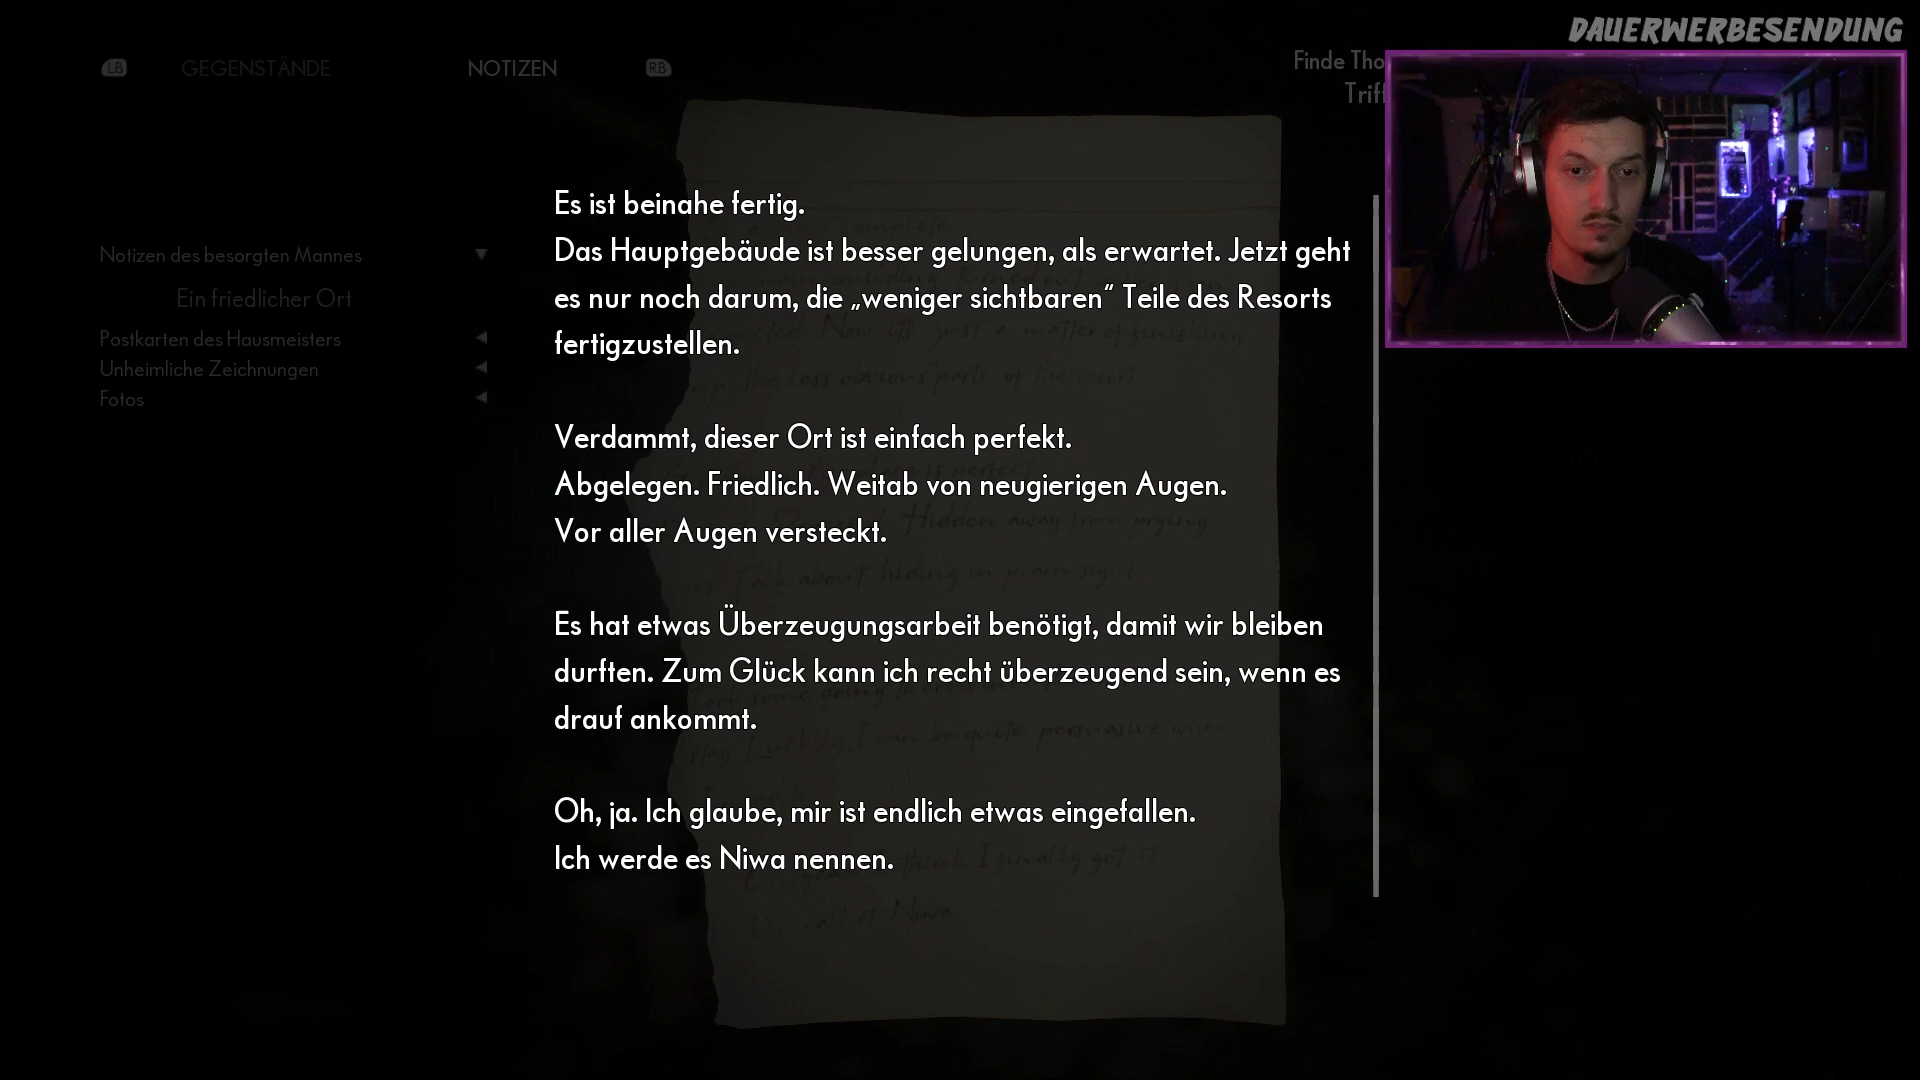 DAUERWERBESENDUNG
LB GEGENSTÄNDE NOTIZEN RB
Finde Tho
Triff
Notizen des besorgten Mannes
Ein friedlicher Ort
Postkarten des Hausmeisters
Unheimliche Zeichnungen
Fotos
Es ist beinahe fertig.
Das Hauptgebäude ist besser gelungen, als erwartet. Jetzt geht
es nur noch darum, die „weniger sichtbaren“ Teile des Resorts
fertigzustellen.
Verdammt, dieser Ort ist einfach perfekt.
Abgelegen. Friedlich. Weitab von neugierigen Augen.
Vor aller Augen versteckt.
Es hat etwas Überzeugungsarbeit benötigt, damit wir bleiben
durften. Zum Glück kann ich recht überzeugend sein, wenn es
drauf ankommt.
Oh, ja. Ich glaube, mir ist endlich etwas eingefallen.
Ich werde es Niwa nennen.